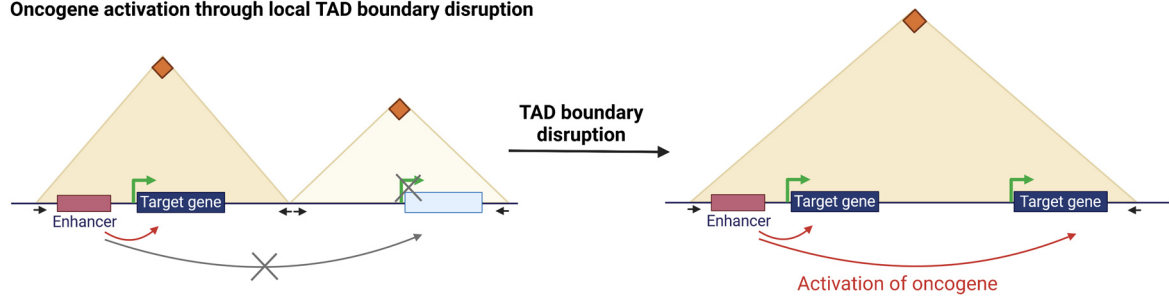 Oncogene activation through local TAD boundary disruption
Target gene
Enhancer
TAD boundary
disruption
Target gene
Target gene
Enhancer
Activation of oncogene